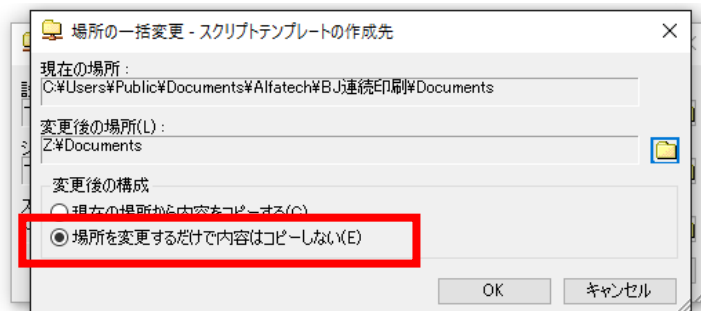 場所の一括変更 - スクリプトテンプレートの作成先
現在の場所 :
C:¥Users¥Public¥Documents¥Alfatech¥BJ連続印刷¥Documents
変更後の場所(L) :
Z:¥Documents
変更後の構成
現在の場所から内容をコピーする(C)
場所を変更するだけで内容はコピーしない(E)
OK
キャンセル